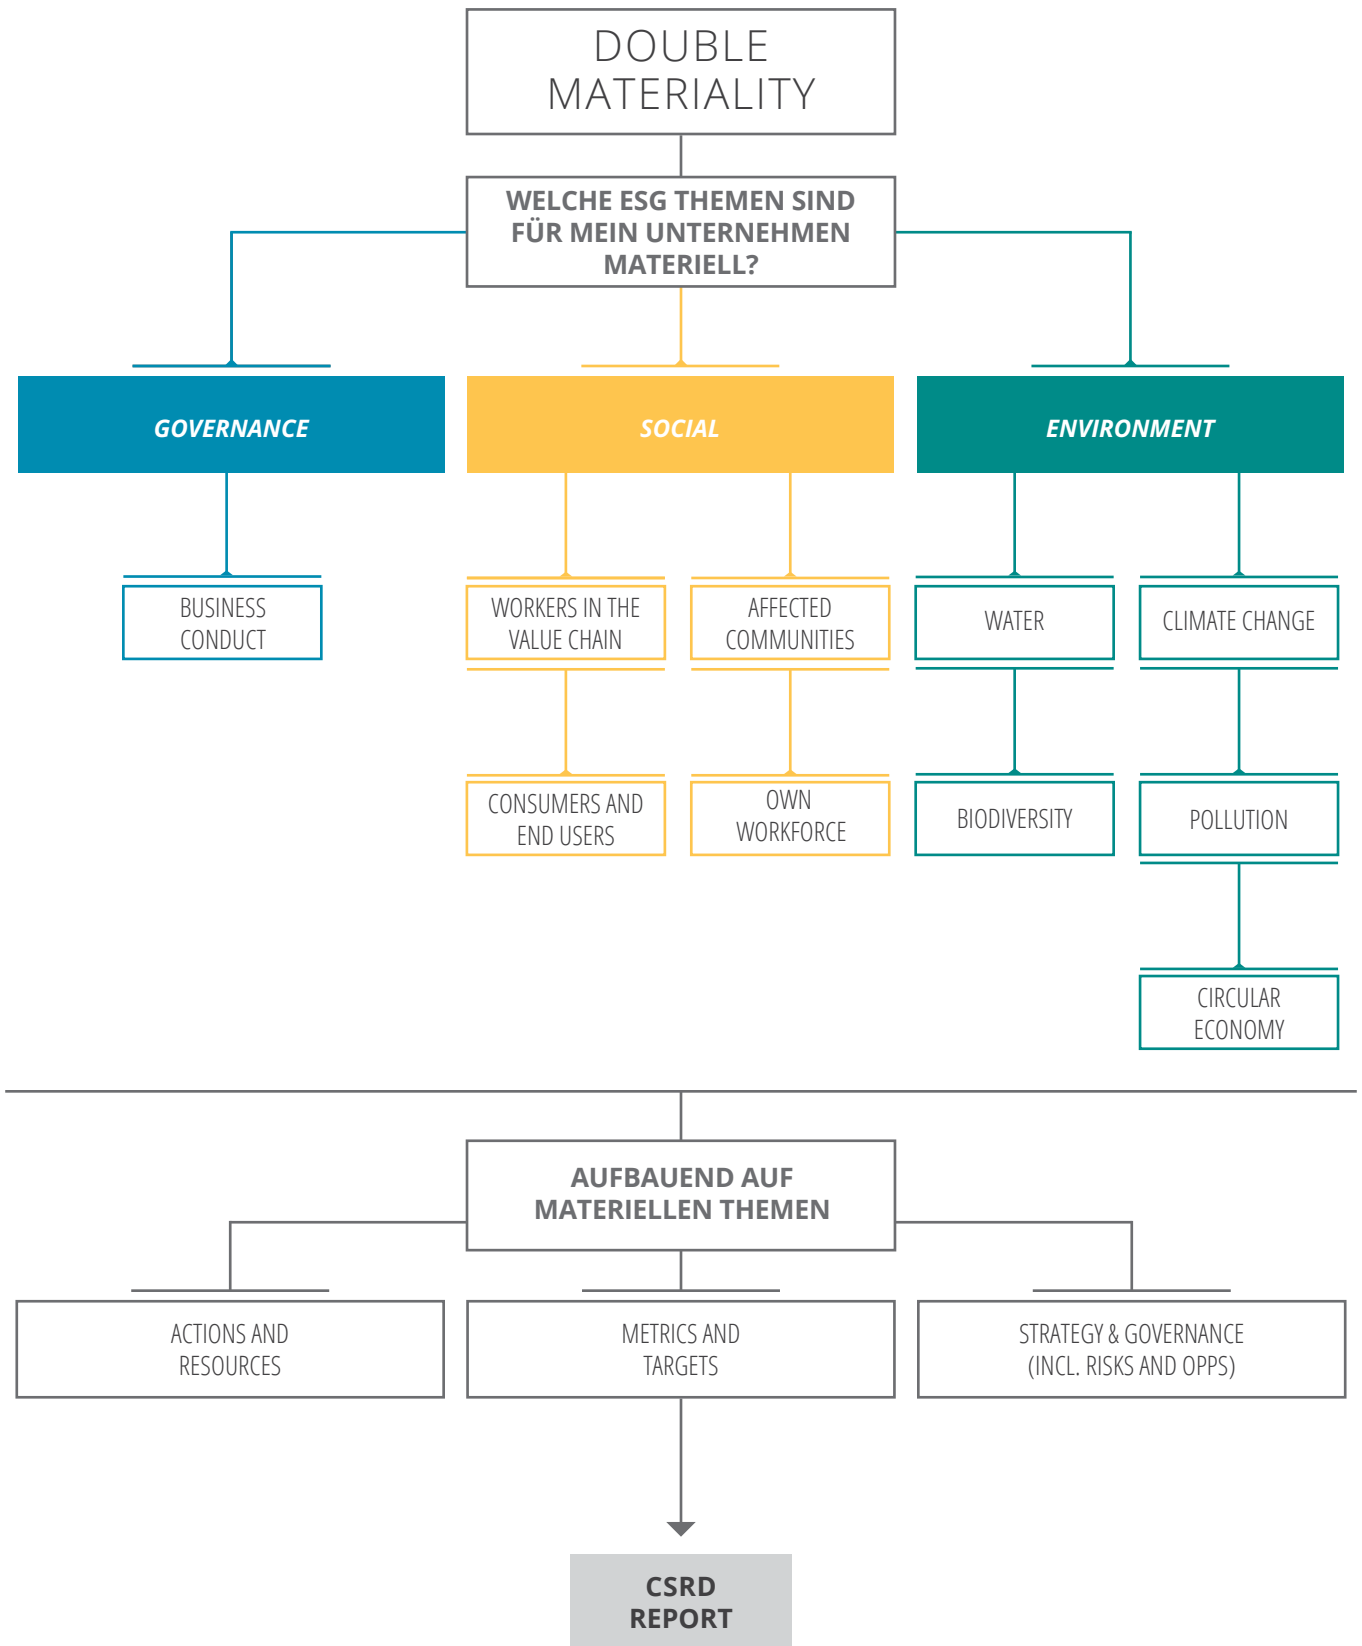 DOUBLE
MATERIALITY
WELCHE ESG THEMEN SIND
FÜR MEIN UNTERNEHMEN
MATERIELL?
GOVERNANCE
SOCIAL
ENVIRONMENT
BUSINESS
CONDUCT
WORKERS IN THE
VALUE CHAIN
AFFECTED
COMMUNITIES
WATER
CLIMATE CHANGE
CONSUMERS AND
END USERS
OWN
WORKFORCE
BIODIVERSITY
POLLUTION
CIRCULAR
ECONOMY
AUFBAUEND AUF
MATERIELLEN THEMEN
ACTIONS AND
RESOURCES
METRICS AND
TARGETS
STRATEGY & GOVERNANCE
(INCL. RISKS AND OPPS)
CSRD
REPORT